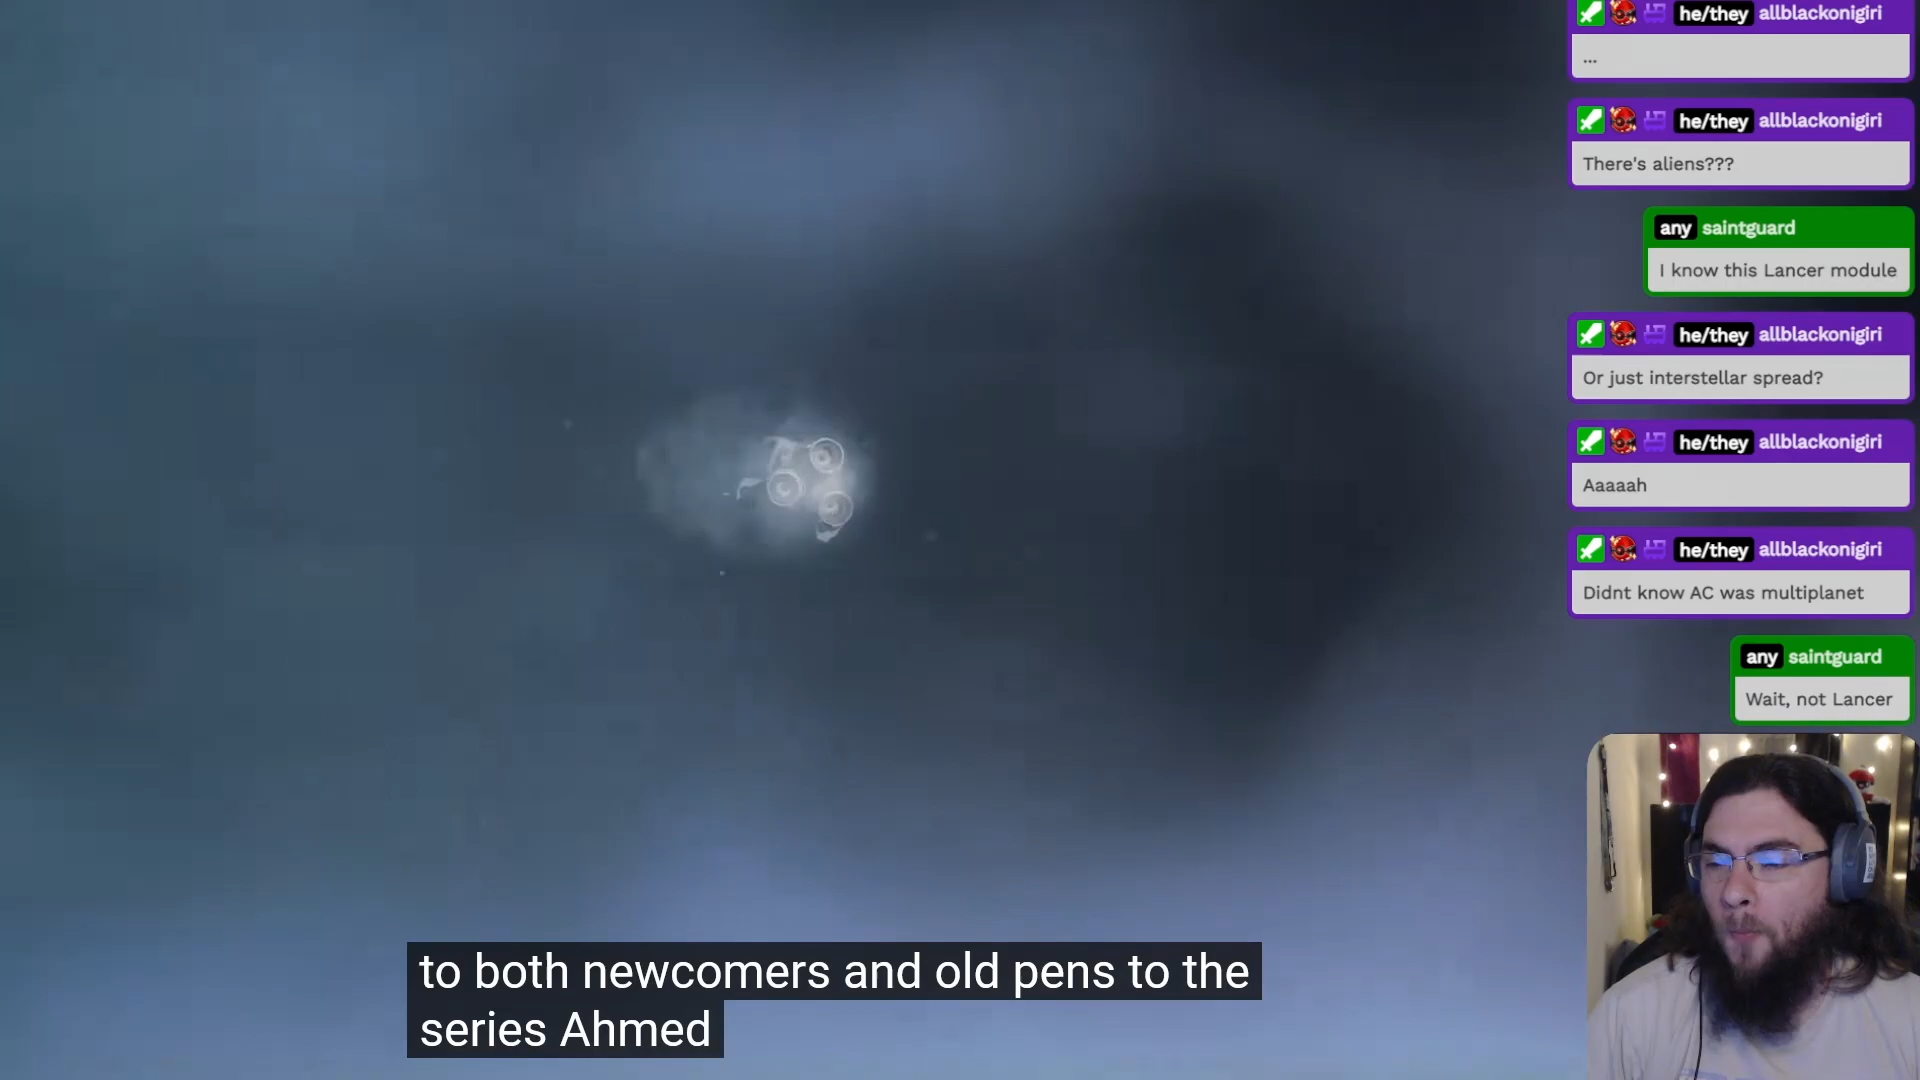 he/they allblackonigiri
...
he/they allblackonigiri
There's aliens???
any saintguard
I know this Lancer module
he/they allblackonigiri
Or just interstellar spread?
he/they allblackonigiri
Aaaaah
he/they allblackonigiri
Didnt know AC was multiplanet
any saintguard
Wait, not Lancer
to both newcomers and old pens to the
series Ahmed